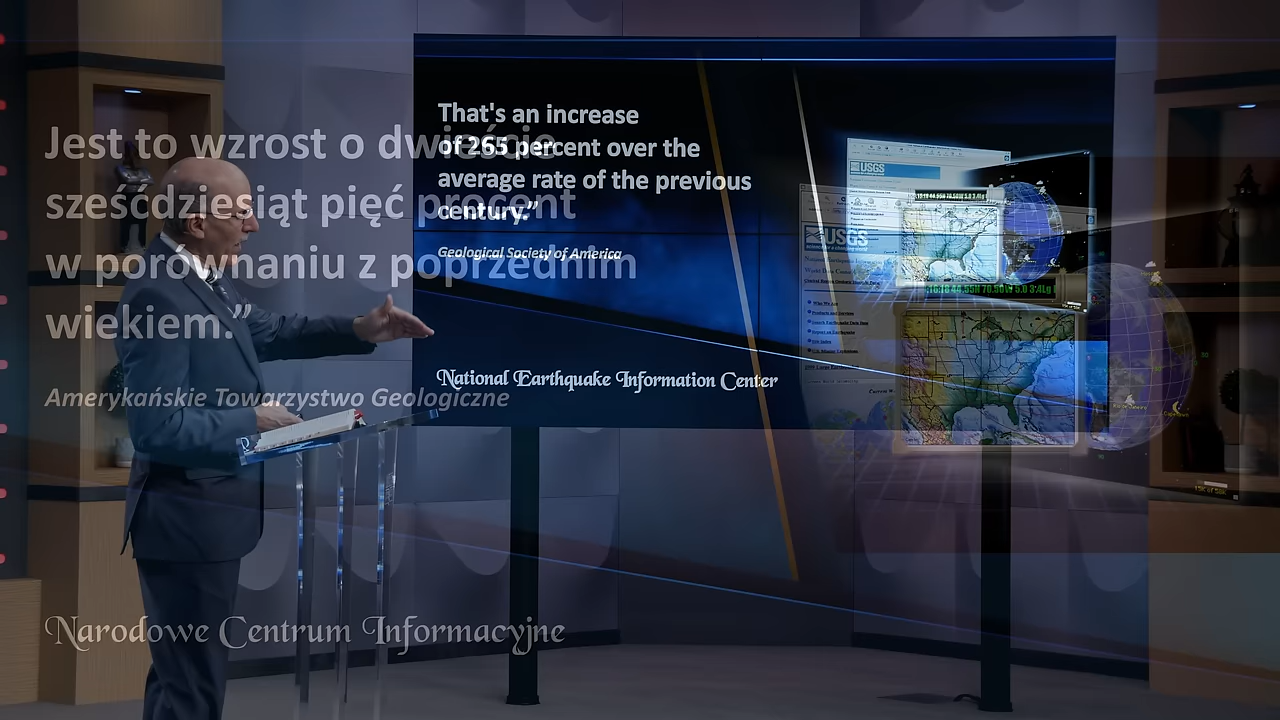 Jest to wzrost o dwieście
sześćdziesiąt pięć procent
w porównaniu z poprzednim
wiekiem.”
Amerykańskie Towarzystwo Geologiczne
Narodowe Centrum Informacyjne
That's an increase
of 265 percent over the
average rate of the previous
century.”
Geological Society of America
National Earthquake Information Center
USGS
USGS